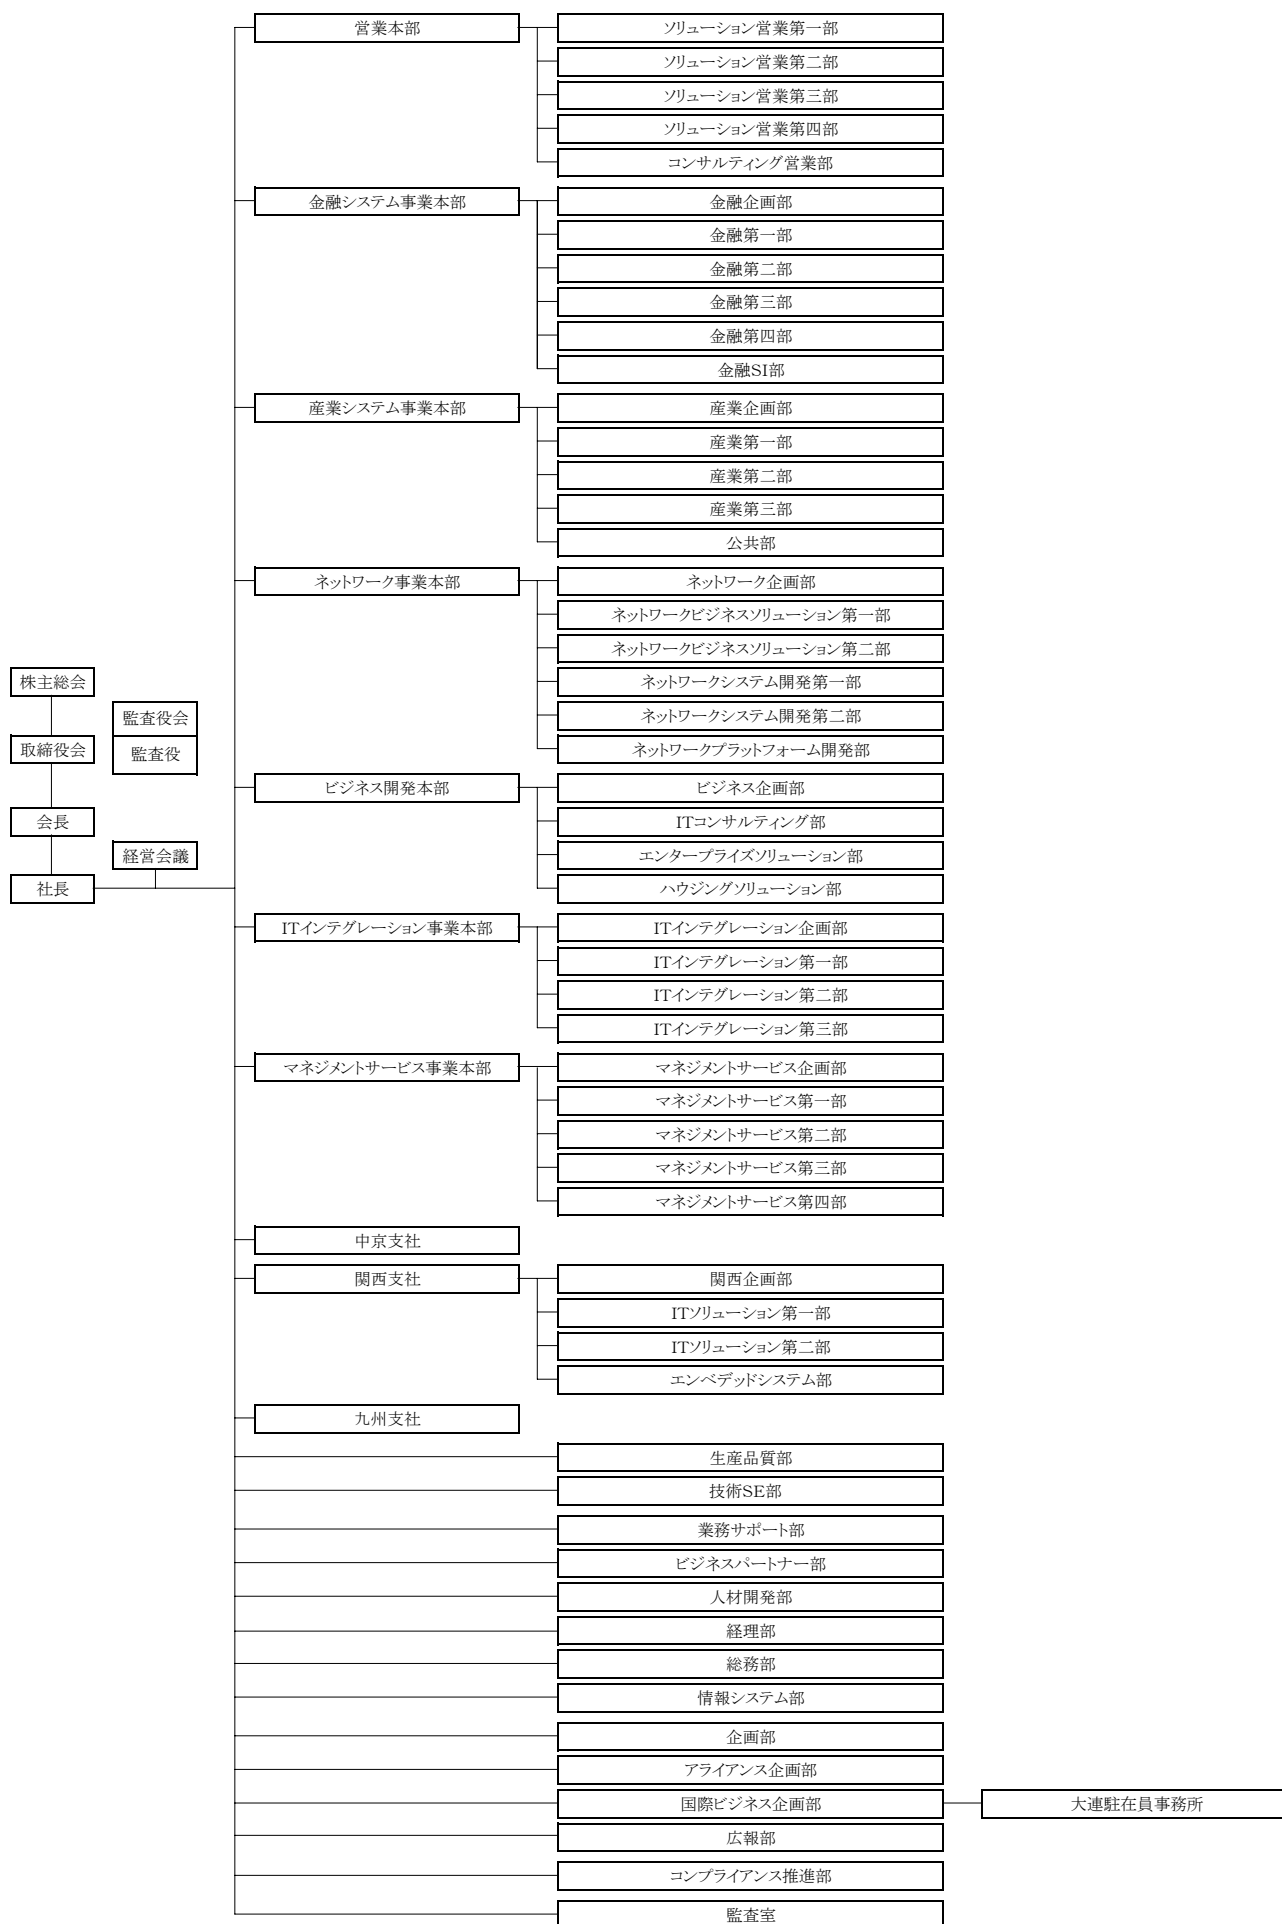 株主総会
取締役会
会長
社長
監査役会
監査役
経営会議
営業本部
ソリューション営業第一部
ソリューション営業第二部
ソリューション営業第三部
ソリューション営業第四部
コンサルティング営業部
金融システム事業本部
金融企画部
金融第一部
金融第二部
金融第三部
金融第四部
金融SI部
産業システム事業本部
産業企画部
産業第一部
産業第二部
産業第三部
公共部
ネットワーク事業本部
ネットワーク企画部
ネットワークビジネスソリューション第一部
ネットワークビジネスソリューション第二部
ネットワークシステム開発第一部
ネットワークシステム開発第二部
ネットワークプラットフォーム開発部
ビジネス開発本部
ビジネス企画部
ITコンサルティング部
エンタープライズソリューション部
ハウジングソリューション部
ITインテグレーション事業本部
ITインテグレーション企画部
ITインテグレーション第一部
ITインテグレーション第二部
ITインテグレーション第三部
マネジメントサービス事業本部
マネジメントサービス企画部
マネジメントサービス第一部
マネジメントサービス第二部
マネジメントサービス第三部
マネジメントサービス第四部
中京支社
関西支社
関西企画部
ITソリューション第一部
ITソリューション第二部
エンベデッドシステム部
九州支社
生産品質部
技術SE部
業務サポート部
ビジネスパートナー部
人材開発部
経理部
総務部
情報システム部
企画部
アライアンス企画部
国際ビジネス企画部
大連駐在員事務所
広報部
コンプライアンス推進部
監査室